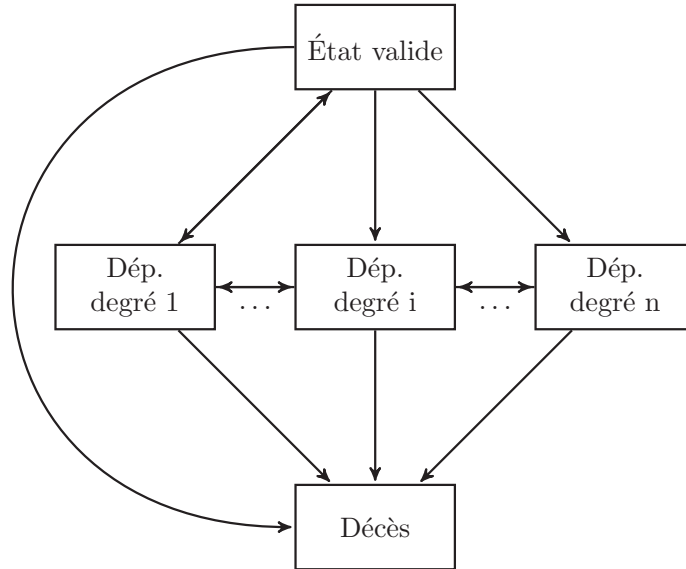 État valide
Dép.
degré 1
...
Dép.
degré i
...
Dép.
degré n
Décès